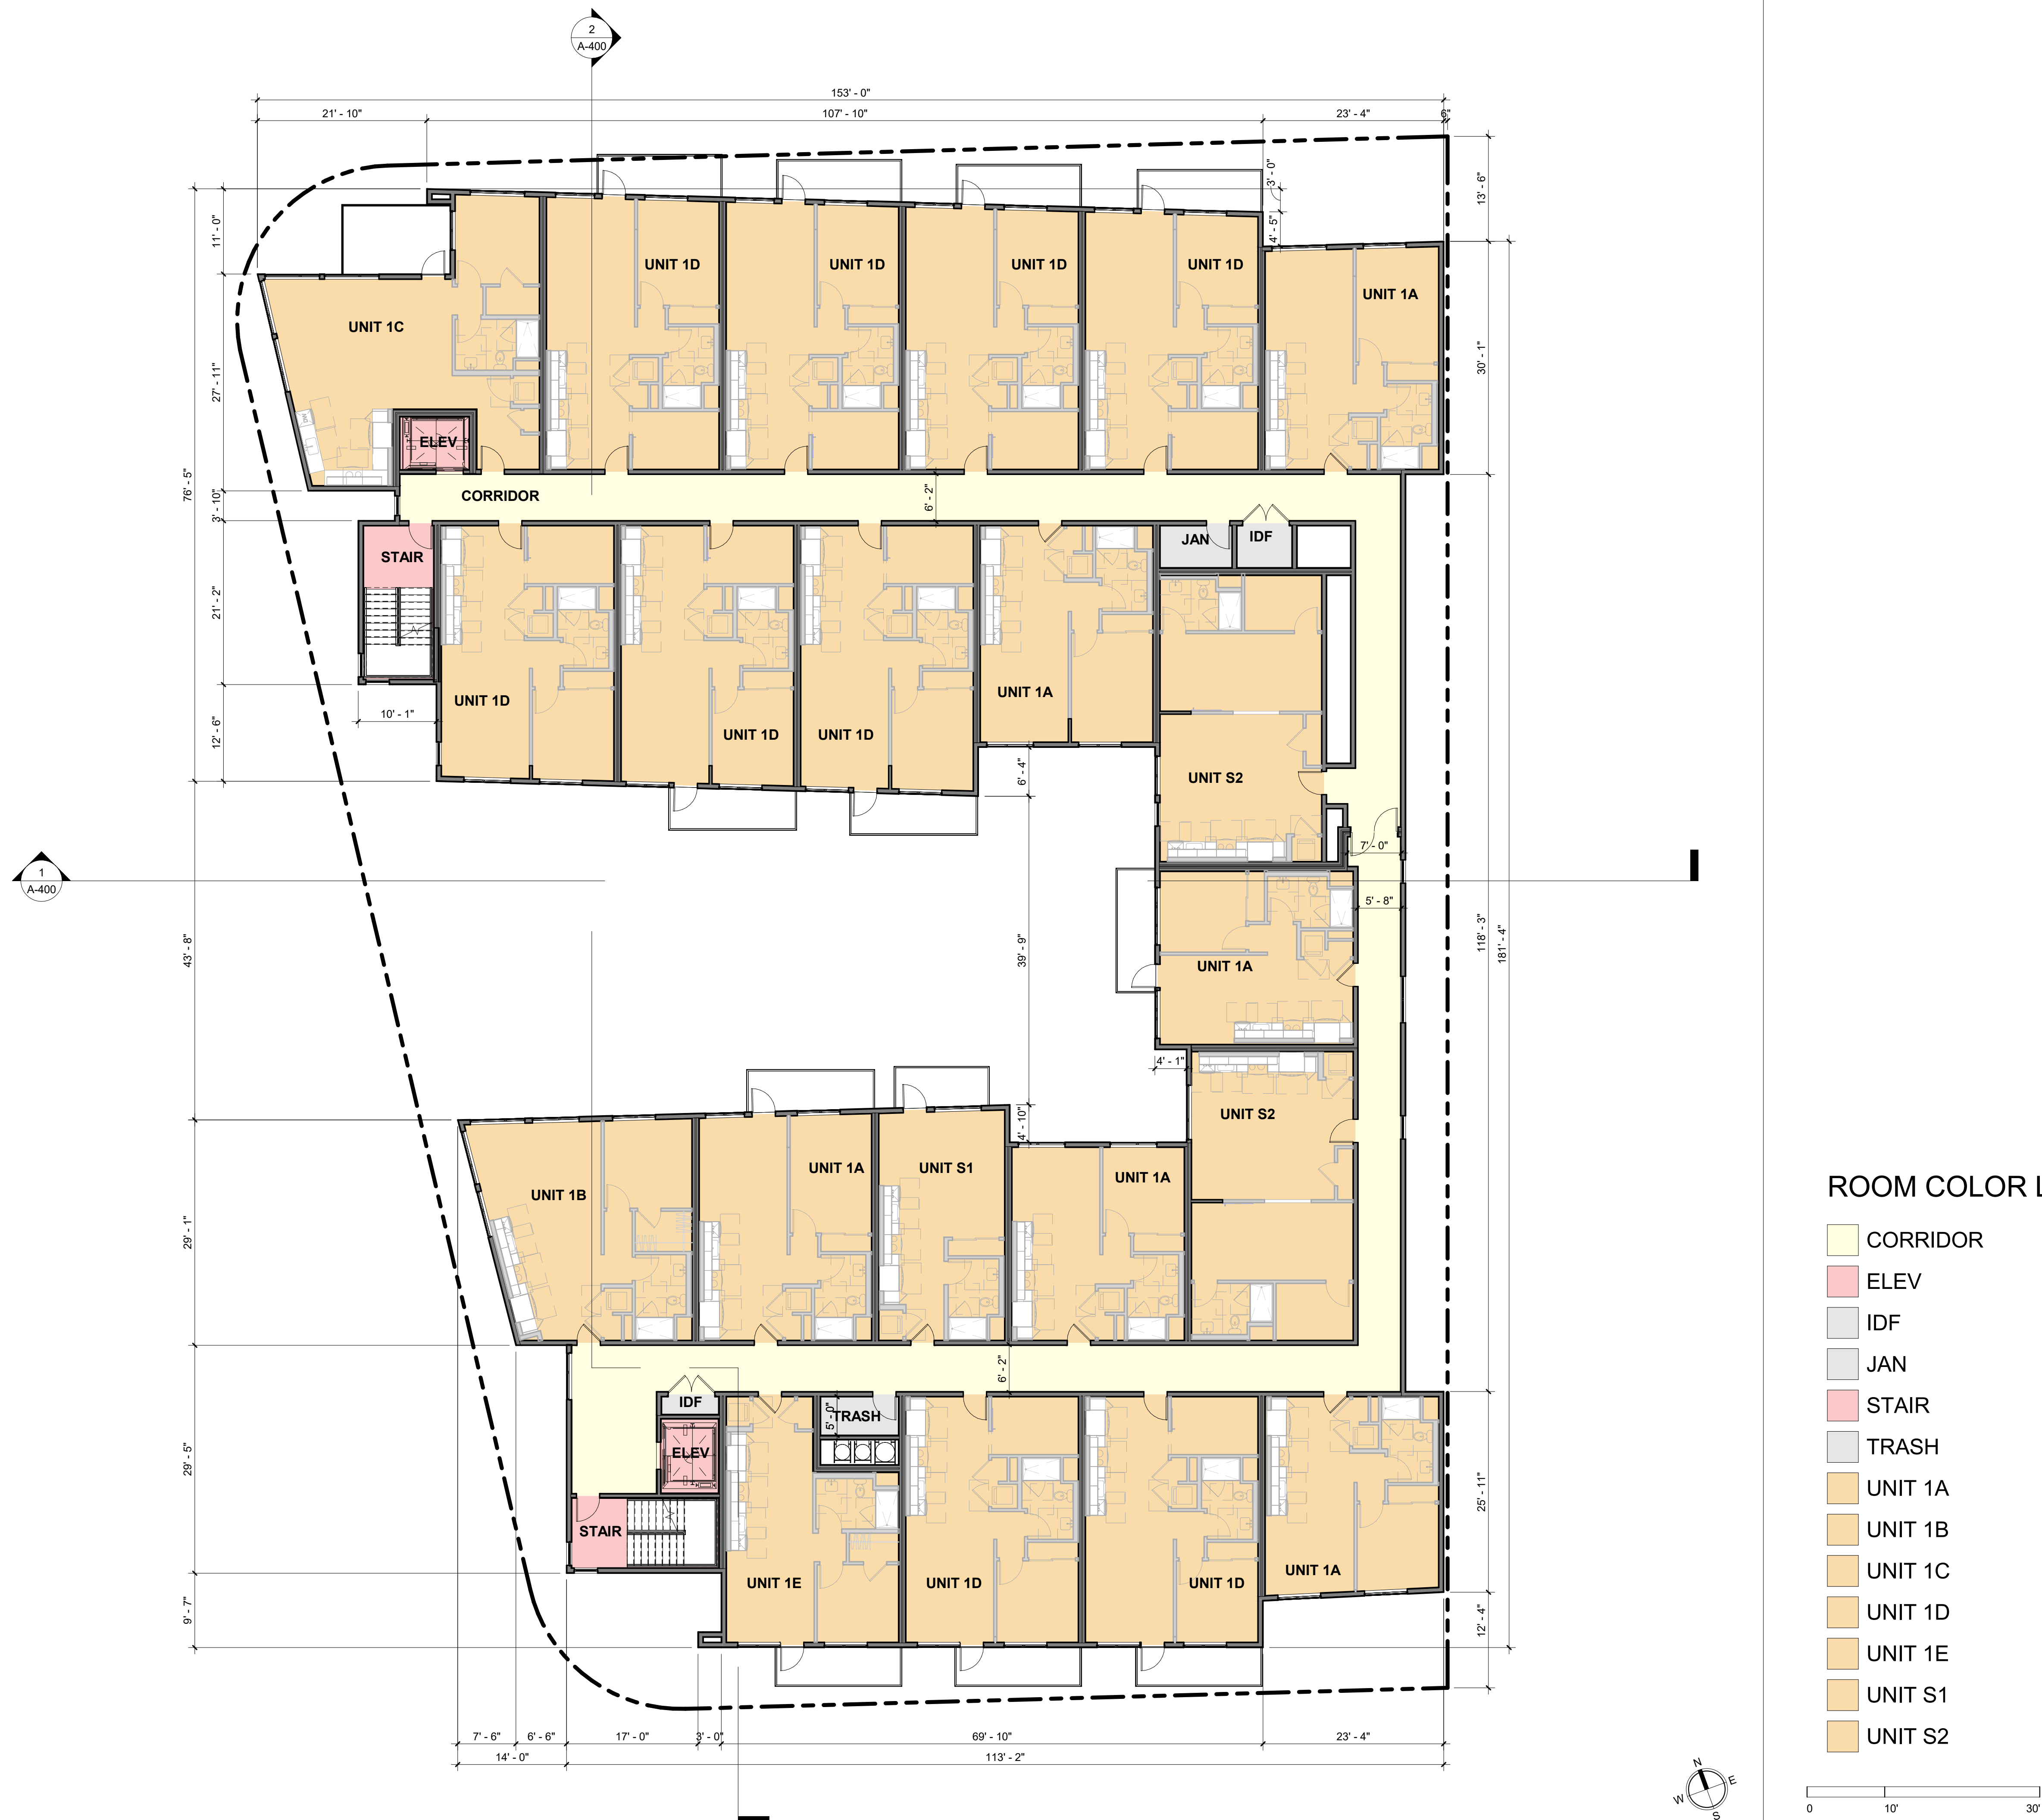 2
A-400
153' - 0"
21' - 10"
107' - 10"
23' - 4"
3' - 0"
4' - 5"
13' - 6"
11' - 0"
UNIT 1D
UNIT 1D
UNIT 1D
UNIT 1D
UNIT 1A
UNIT 1C
27' - 11"
30' - 1"
ELEV
76' - 5"
3' - 10"
CORRIDOR
6' - 2"
STAIR
JAN
IDF
21' - 2"
UNIT 1D
UNIT 1A
10' - 1"
12' - 6"
UNIT 1D
UNIT 1D
6' - 4"
UNIT S2
7' - 0"
1
A-400
5' - 8"
43' - 8"
39' - 9"
118' - 3"
181' - 4"
UNIT 1A
4' - 1"
UNIT S2
4' - 10"
UNIT 1A
UNIT S1
UNIT 1A
UNIT 1B
29' - 1"
6' - 2"
IDF
TRASH
5' - 0"
ELEV
29' - 5"
25' - 11"
STAIR
UNIT 1E
UNIT 1D
UNIT 1D
UNIT 1A
9' - 7"
12' - 4"
7' - 6"
6' - 6"
17' - 0"
3' - 0"
69' - 10"
23' - 4"
14' - 0"
113' - 2"
ROOM COLOR L
CORRIDOR
ELEV
IDF
JAN
STAIR
TRASH
UNIT 1A
UNIT 1B
UNIT 1C
UNIT 1D
UNIT 1E
UNIT S1
UNIT S2
N
E
W
S
0
10'
30'